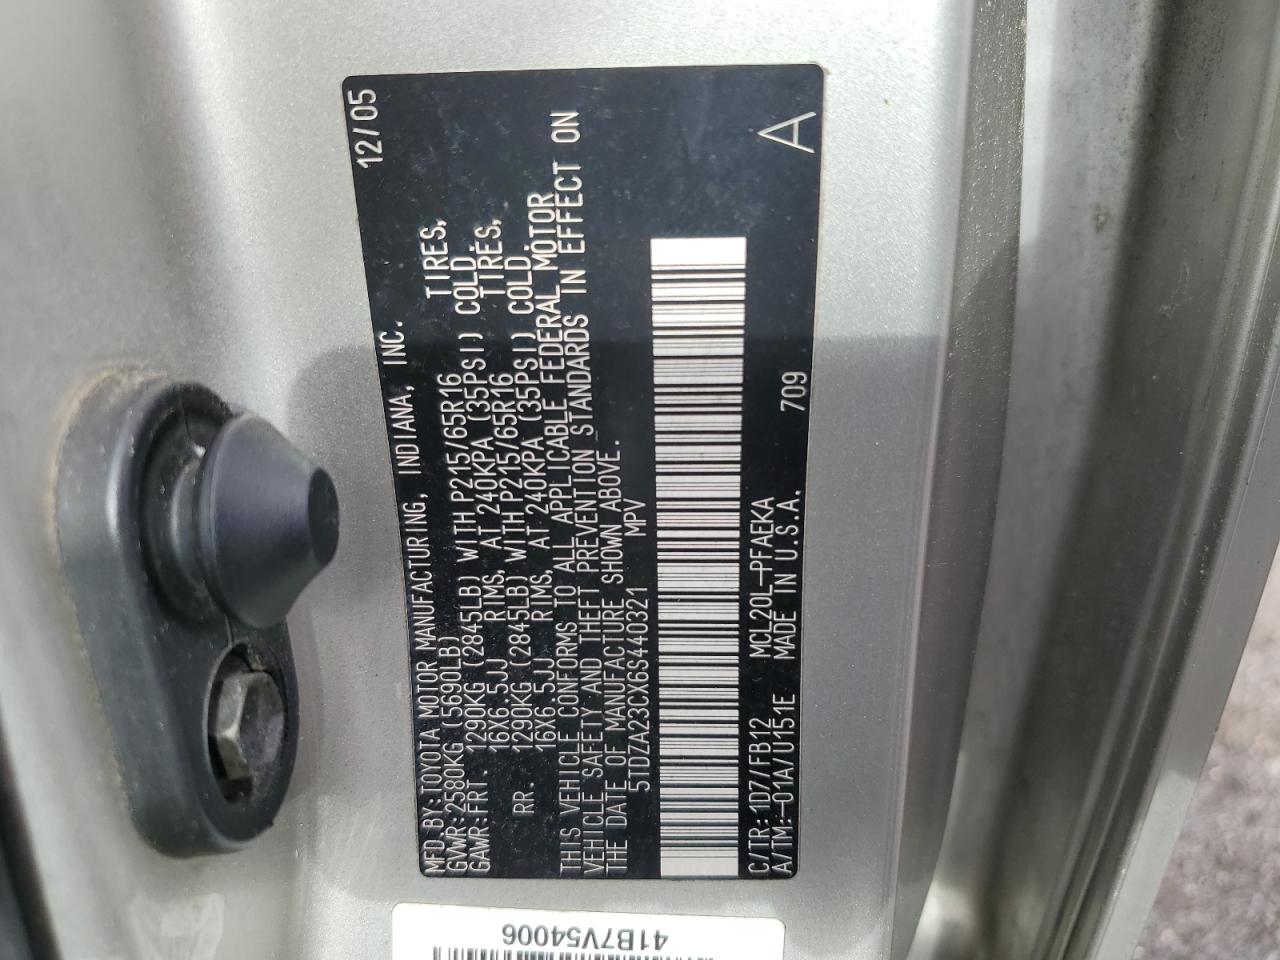 MFD. BY: TOYOTA MOTOR MANUFACTURING, INDIANA, INC. 12/05
GVWR: 2580KG (5690LB)
GAWR: FRT. 1290KG (2845LB) WITH P215/65R16 TIRES,
16X6.5JJ RIMS, AT 240KPA (35PSI) COLD.
RR. 1290KG (2845LB) WITH P215/65R16 TIRES,
16X6.5JJ RIMS, AT 240KPA (35PSI) COLD.
THIS VEHICLE CONFORMS TO ALL APPLICABLE FEDERAL MOTOR
VEHICLE SAFETY AND THEFT PREVENTION STANDARDS IN EFFECT ON
THE DATE OF MANUFACTURE SHOWN ABOVE.
5TDZA23CX6S440321 MPV
C/TR: 1D7/FB12 MCL20L-PFAEKA 709
A/TM: -01A/U151E MADE IN U.S.A.
A
41B7V54006